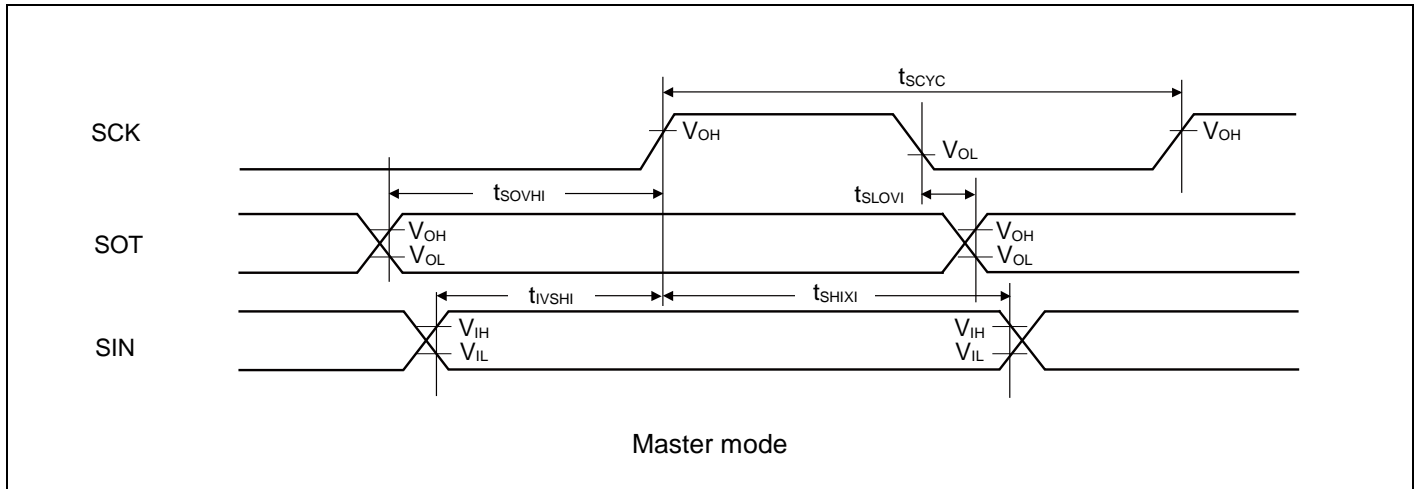 tSCYC
SCK
VOH
VOL
VOH
tSOVHI
tSLOVI
SOT
VOH
VOL
VOH
VOL
tIVSHI
tSHIXI
SIN
VIH
VIL
VIH
VIL
Master mode